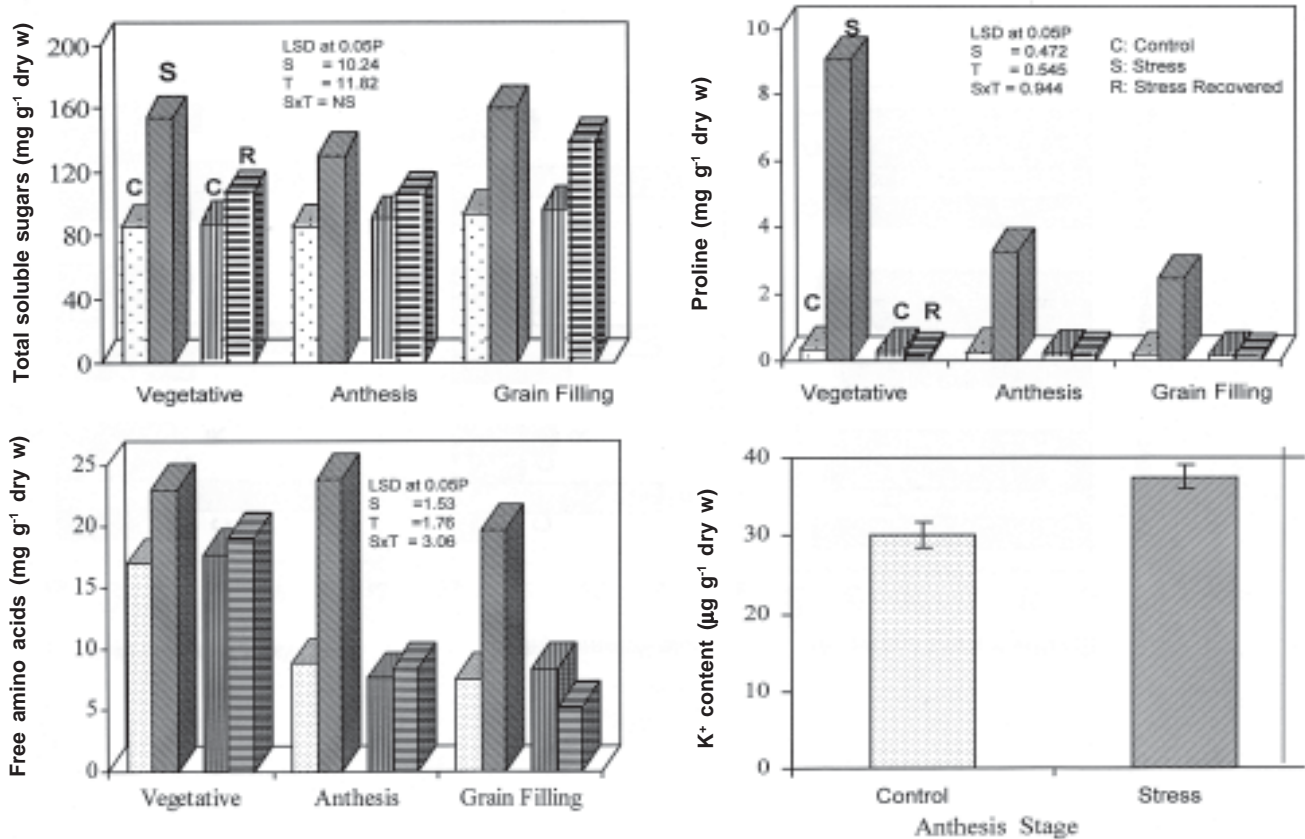 Total soluble sugars (mg g⁻¹ dry w)
200
160
120
80
40
0
LSD at 0.05P
S = 10.24
T = 11.82
SxT = NS
C
S
C
R
Vegetative Anthesis Grain Filling
Proline (mg g⁻¹ dry w)
10
8
6
4
2
0
LSD at 0.05P
S = 0.472
T = 0.545
SxT = 0.944
C: Control
S: Stress
R: Stress Recovered
C
S
C
R
Vegetative Anthesis Grain Filling
Free amino acids (mg g⁻¹ dry w)
25
20
15
10
5
0
LSD at 0.05P
S =1.53
T =1.76
SxT = 3.06
Vegetative Anthesis Grain Filling
K⁺ content (µg g⁻¹ dry w)
40
30
20
10
0
Control Stress
Anthesis Stage